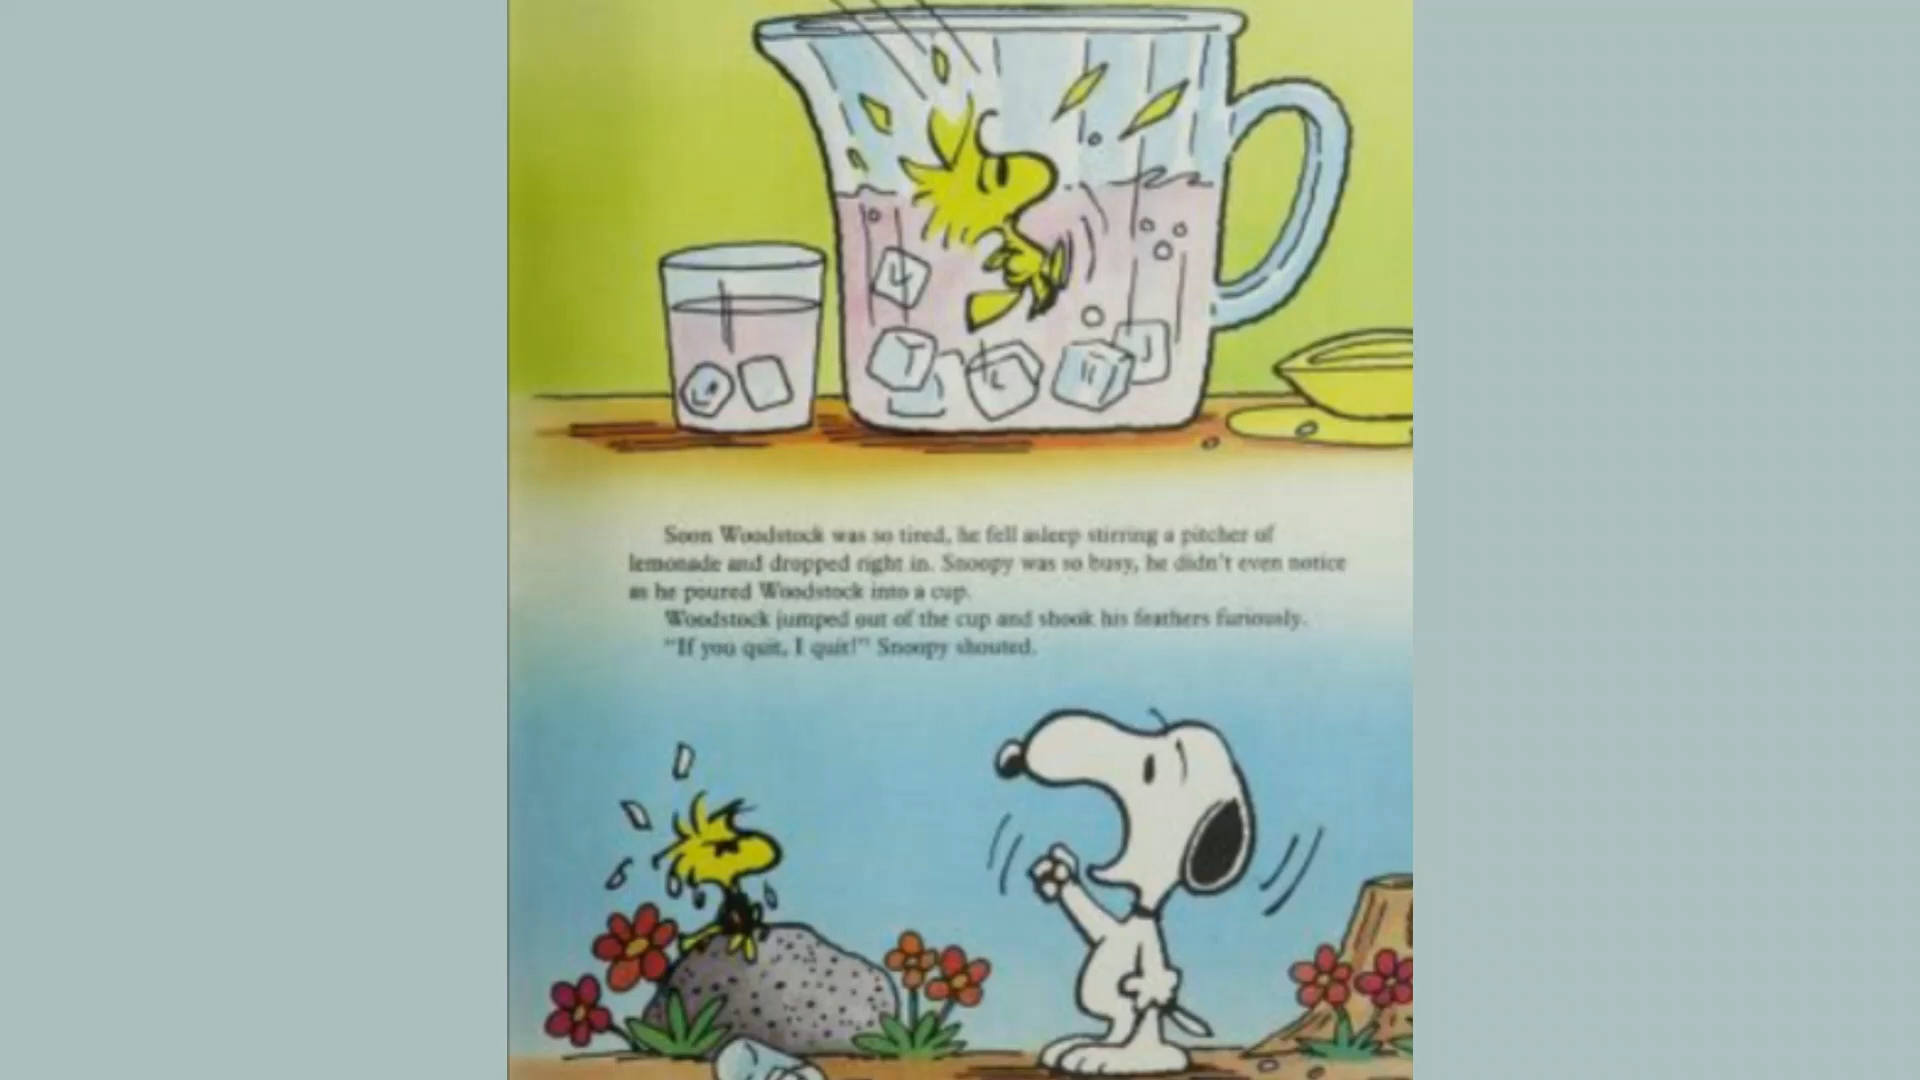 Soon Woodstock was so tired, he fell asleep stirring a pitcher of
lemonade and dropped right in. Snoopy was so busy, he didn't even notice
as he poured Woodstock into a cup.
Woodstock jumped out of the cup and shook his feathers furiously.
"If you quit, I quit!" Snoopy shouted.